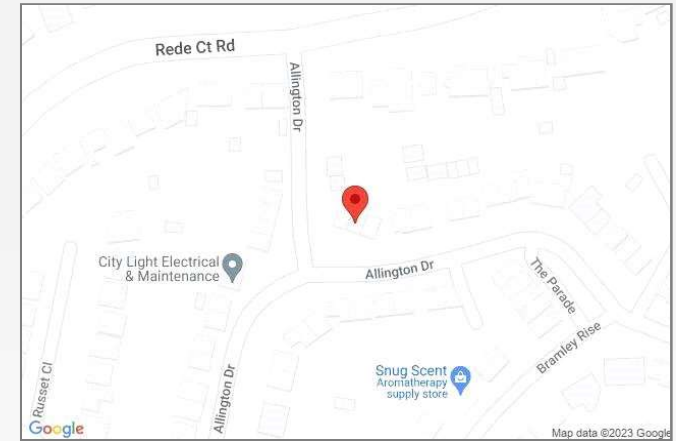 Rede Ct Rd
Allington Dr
City Light Electrical
& Maintenance
Allington Dr
The Parade
Bramley Rise
Snug Scent
Aromatherapy
supply store
Russet Cl
Allington Dr
Google
Map data ©2023 Google